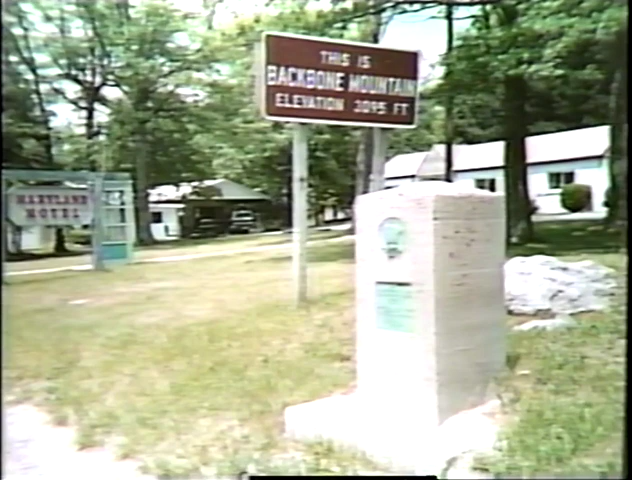 THIS IS
BACKBONE MOUNTAIN
ELEVATION 3095 FT
MARYLAND
MOTEL